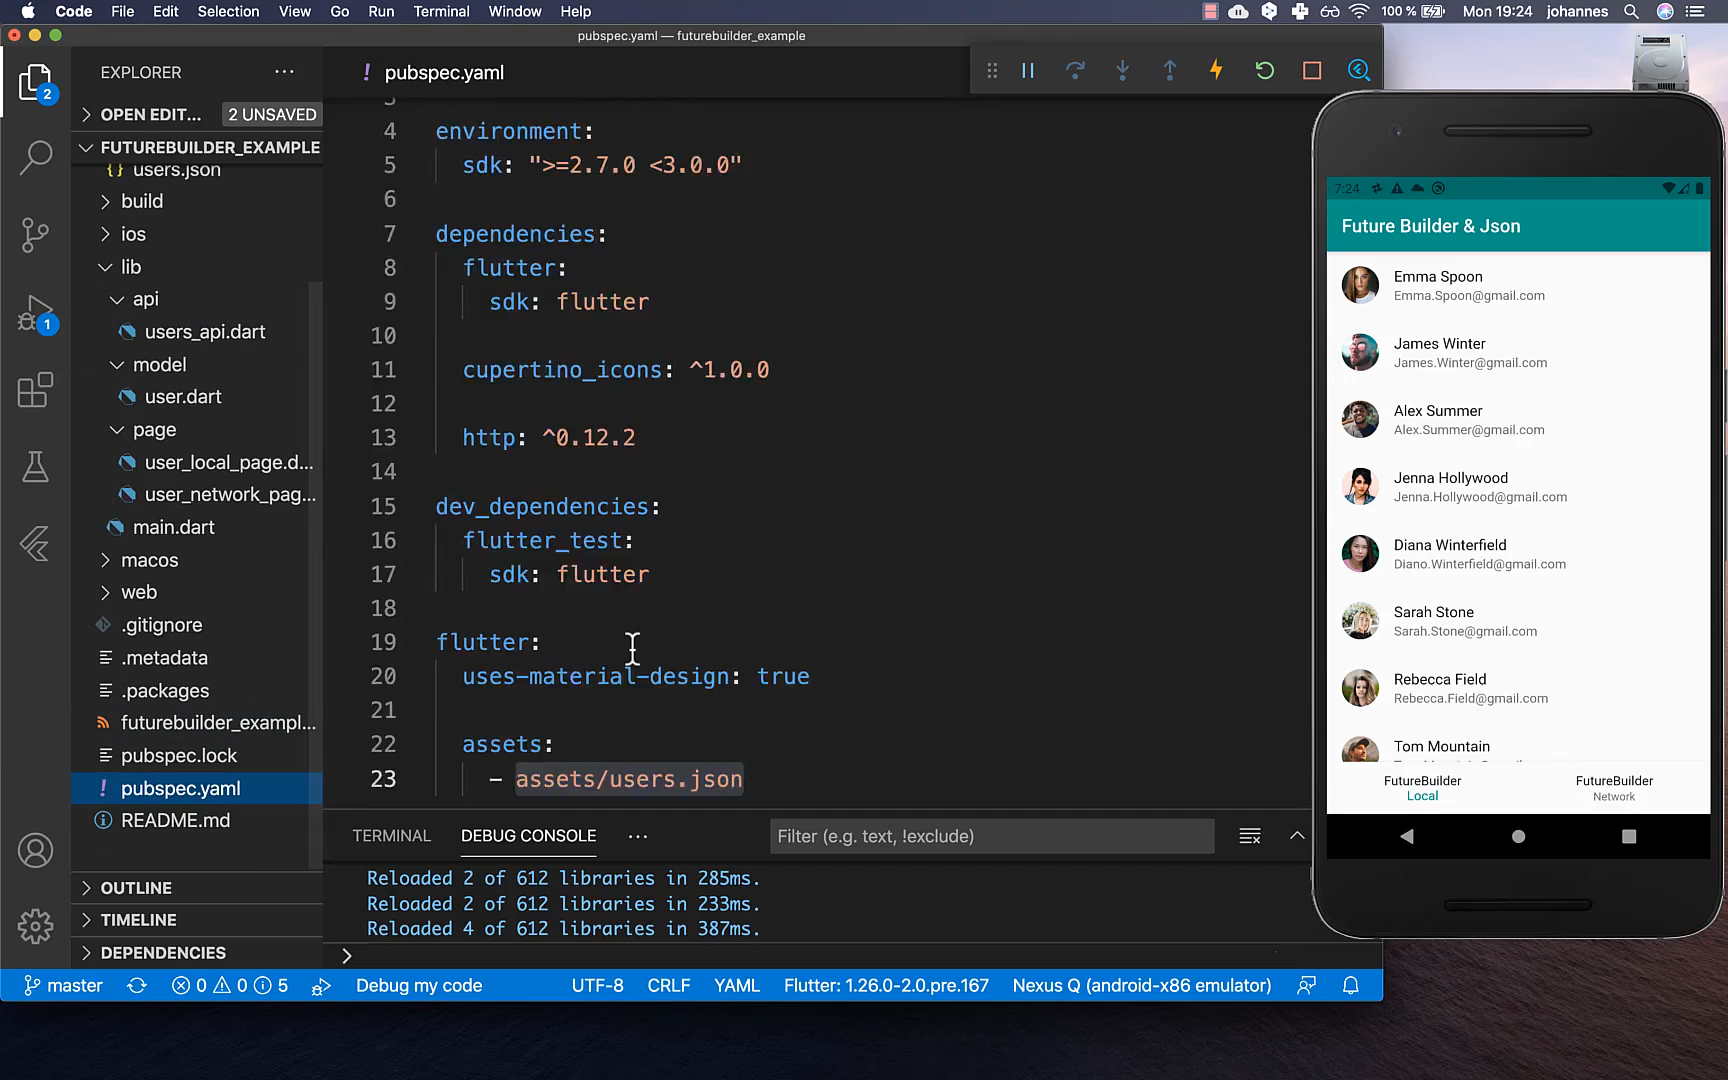 Code File Edit Selection View Go Run Terminal Window Help
100 % Mon 19:24 johannes
pubspec.yaml — futurebuilder_example
2
1
EXPLORER ...
OPEN EDIT... 2 UNSAVED
FUTUREBUILDER_EXAMPLE
{} users.json
build
ios
lib
api
users_api.dart
model
user.dart
page
user_local_page.d...
user_network_pag...
main.dart
macos
web
.gitignore
.metadata
.packages
futurebuilder_exampl...
pubspec.lock
! pubspec.yaml
README.md
OUTLINE
TIMELINE
DEPENDENCIES
! pubspec.yaml
4 environment:
5 sdk: ">=2.7.0 <3.0.0"
6
7 dependencies:
8 flutter:
9 sdk: flutter
10
11 cupertino_icons: ^1.0.0
12
13 http: ^0.12.2
14
15 dev_dependencies:
16 flutter_test:
17 sdk: flutter
18
19 flutter:
20 uses-material-design: true
21
22 assets:
23 - assets/users.json
TERMINAL DEBUG CONSOLE ... Filter (e.g. text, !exclude)
Reloaded 2 of 612 libraries in 285ms.
Reloaded 2 of 612 libraries in 233ms.
Reloaded 4 of 612 libraries in 387ms.
master 0 0 5 Debug my code UTF-8 CRLF YAML Flutter: 1.26.0-2.0.pre.167 Nexus Q (android-x86 emulator)
7:24
Future Builder & Json
Emma Spoon
Emma.Spoon@gmail.com
James Winter
James.Winter@gmail.com
Alex Summer
Alex.Summer@gmail.com
Jenna Hollywood
Jenna.Hollywood@gmail.com
Diana Winterfield
Diano.Winterfield@gmail.com
Sarah Stone
Sarah.Stone@gmail.com
Rebecca Field
Rebecca.Field@gmail.com
Tom Mountain
FutureBuilder
Local
FutureBuilder
Network